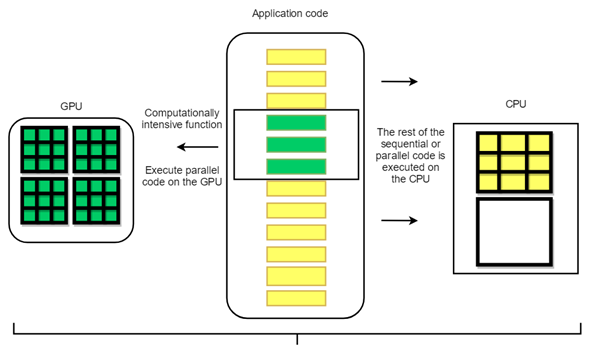 Application code
GPU
Computationally
intensive function
Execute parallel
code on the GPU
The rest of the
sequential or
parallel code is
executed on
the CPU
CPU